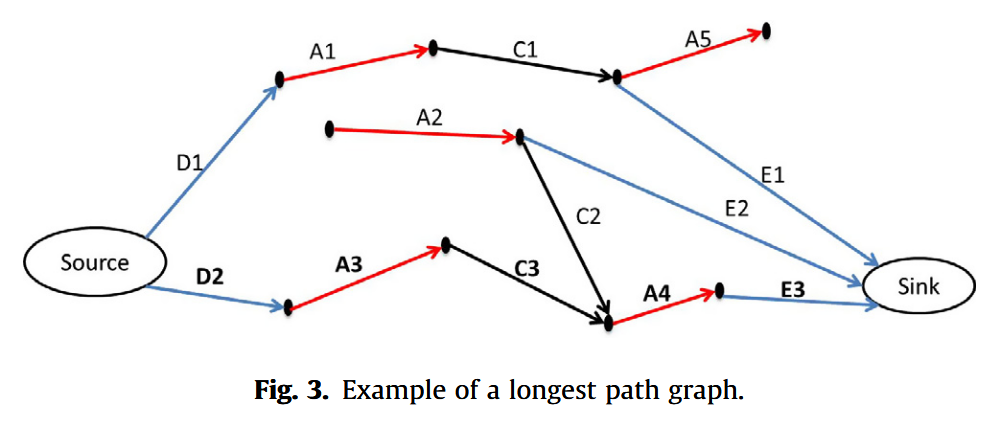 A5
A1
C1
A2
D1
E1
E2
C2
Source
D2
A3
C3
A4
E3
Sink
Fig. 3. Example of a longest path graph.